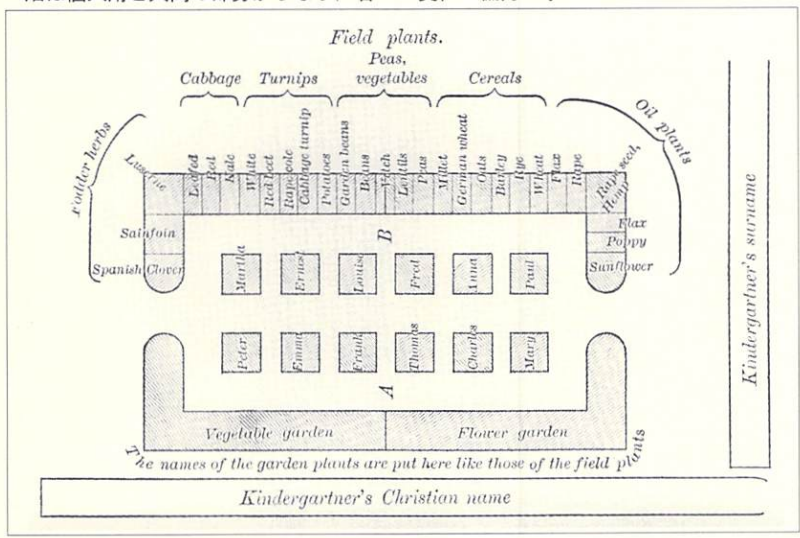 Field plants.
Cabbage
Turnips
Peas,
vegetables
Cereals
Oil plants
Fodder herbs
Luserne
Sainfoin
Spanish Clover
Leafed
Red
Kale
White
Red beet
Rape cole
Cabbage turnip
Potatoes
Garden beans
Beans
Vetch
Lentils
Peas
Millet
German wheat
Oats
Barley
Rye
Wheat
Flax
Rape
Rape seed,
Hemp
Flax
Poppy
Sunflower
B
Martha
Ernest
Louise
Fred
Anna
Paul
Peter
Emma
Frank
Thomas
Charles
Mary
A
Vegetable garden
Flower garden
The names of the garden plants are put here like those of the field plants
Kindergartner's Christian name
Kindergartner's surname